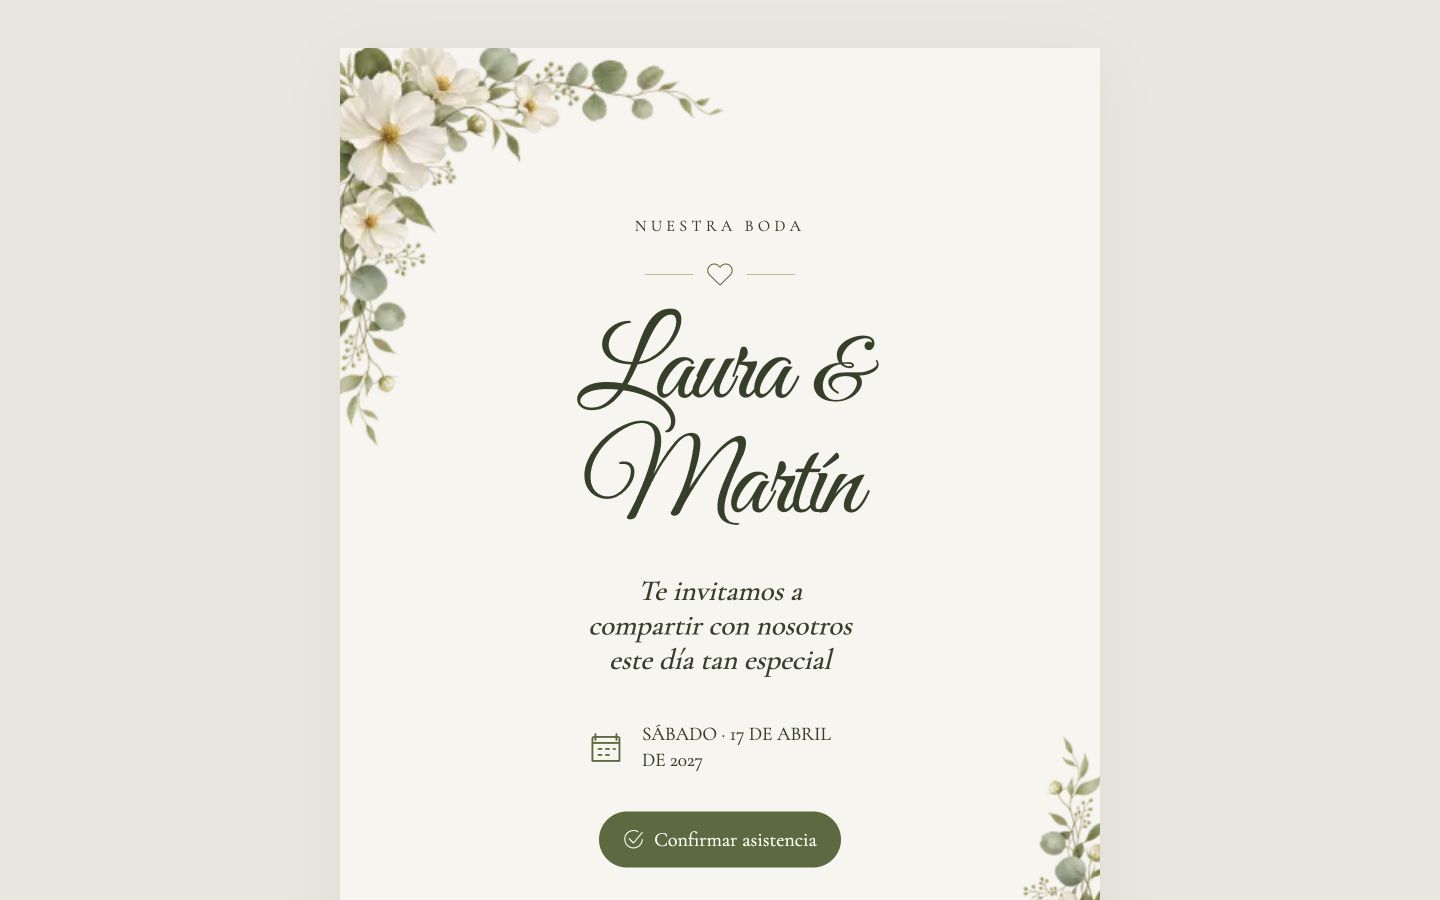 NUESTRA BODA
Laura &
Martín
Te invitamos a
compartir con nosotros
este día tan especial
SÁBADO · 17 DE ABRIL
DE 2027
Confirmar asistencia